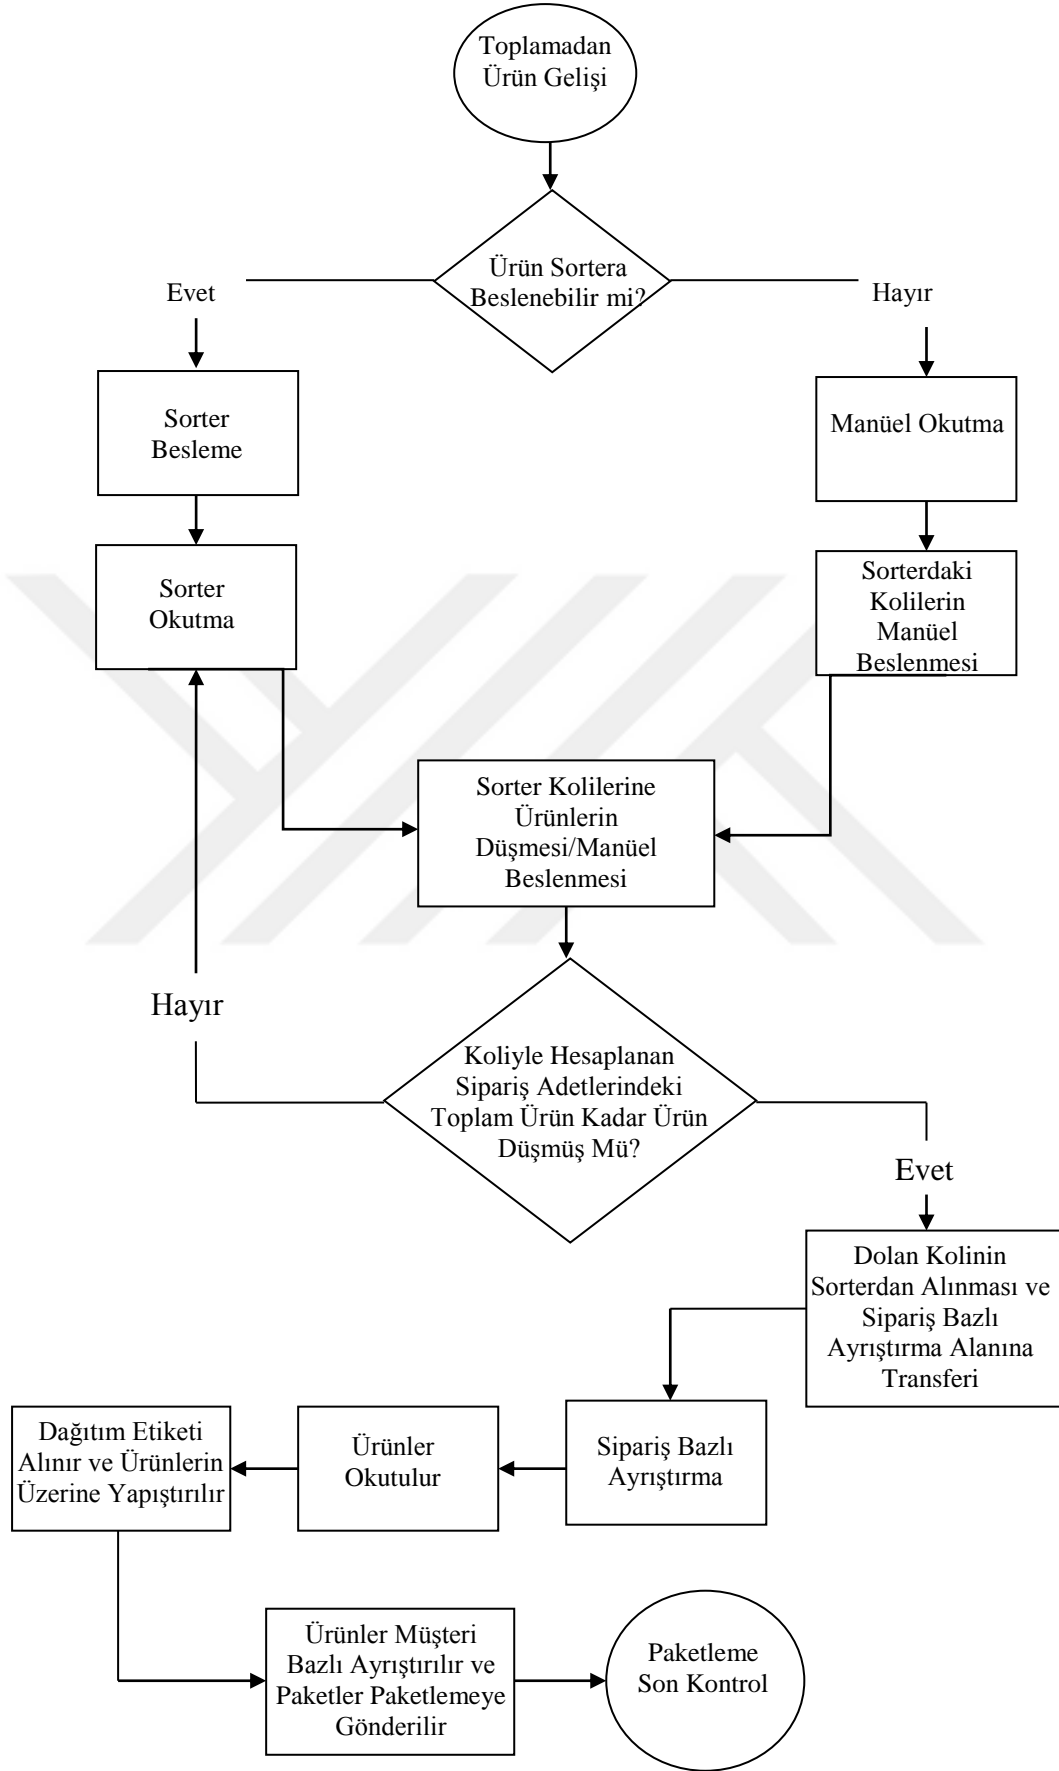 Toplamadan
Ürün Gelişi
Ürün Sortera
Beslenebilir mi?
Evet
Hayır
Sorter
Besleme
Manüel Okutma
Sorter
Okutma
Sorterdaki
Kolilerin
Manüel
Beslenmesi
Sorter Kolilerine
Ürünlerin
Düşmesi/Manüel
Beslenmesi
Hayır
Koliyle Hesaplanan
Sipariş Adetlerindeki
Toplam Ürün Kadar Ürün
Düşmüş Mü?
Evet
Dolan Kolinin
Sorterdan Alınması ve
Sipariş Bazlı
Ayrıştırma Alanına
Transferi
Sipariş Bazlı
Ayrıştırma
Ürünler
Okutulur
Dağıtım Etiketi
Alınır ve Ürünlerin
Üzerine Yapıştırılır
Ürünler Müşteri
Bazlı Ayrıştırılır ve
Paketler Paketlemeye
Gönderilir
Paketleme
Son Kontrol